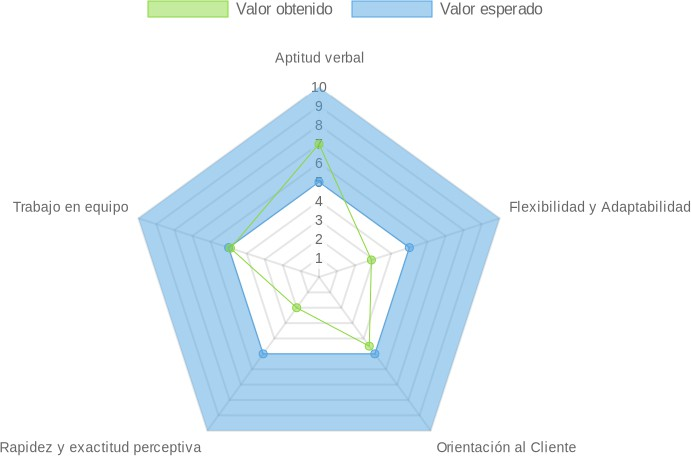 Valor obtenido Valor esperado
Aptitud verbal
10
9
8
7
6
5
4
3
2
1
Trabajo en equipo
Flexibilidad y Adaptabilidad
Rapidez y exactitud perceptiva
Orientación al Cliente